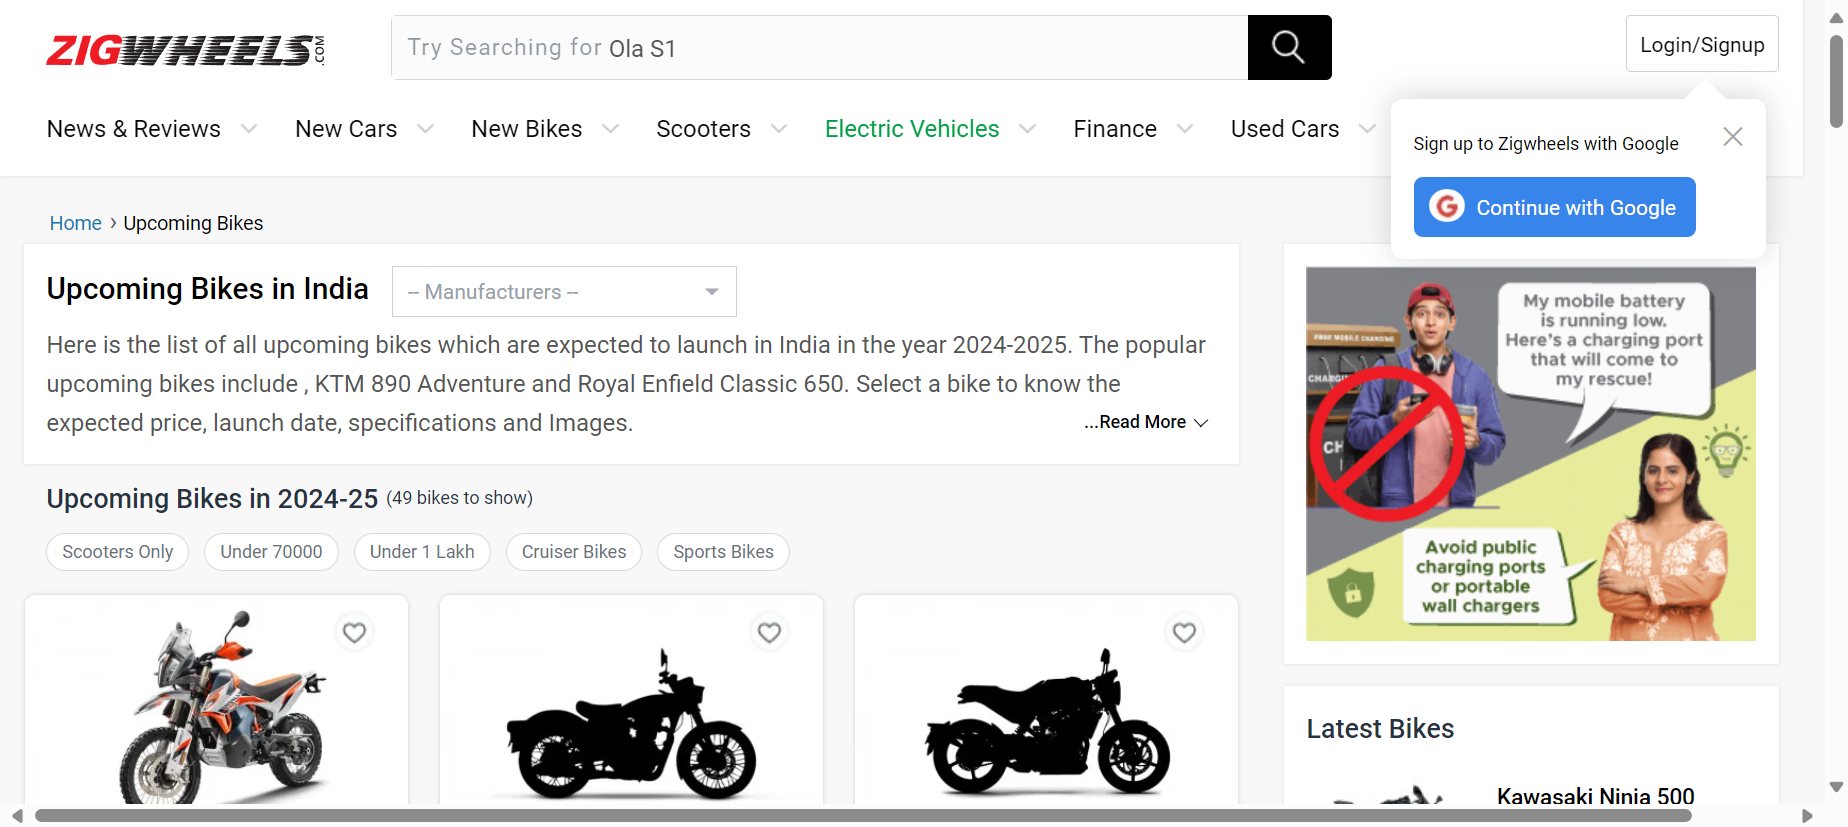 ZIGWHEELS.COM
Try Searching for Ola S1
Login/Signup
News & Reviews
New Cars
New Bikes
Scooters
Electric Vehicles
Finance
Used Cars
Sign up to Zigwheels with Google
G Continue with Google
Home › Upcoming Bikes
Upcoming Bikes in India
-- Manufacturers --
Here is the list of all upcoming bikes which are expected to launch in India in the year 2024-2025. The popular
upcoming bikes include , KTM 890 Adventure and Royal Enfield Classic 650. Select a bike to know the
expected price, launch date, specifications and Images.
...Read More
Upcoming Bikes in 2024-25 (49 bikes to show)
Scooters Only
Under 70000
Under 1 Lakh
Cruiser Bikes
Sports Bikes
My mobile battery
is running low.
Here's a charging port
that will come to
my rescue!
FREE MOBILE CHARGING
Avoid public
charging ports
or portable
wall chargers
Latest Bikes
Kawasaki Ninja 500